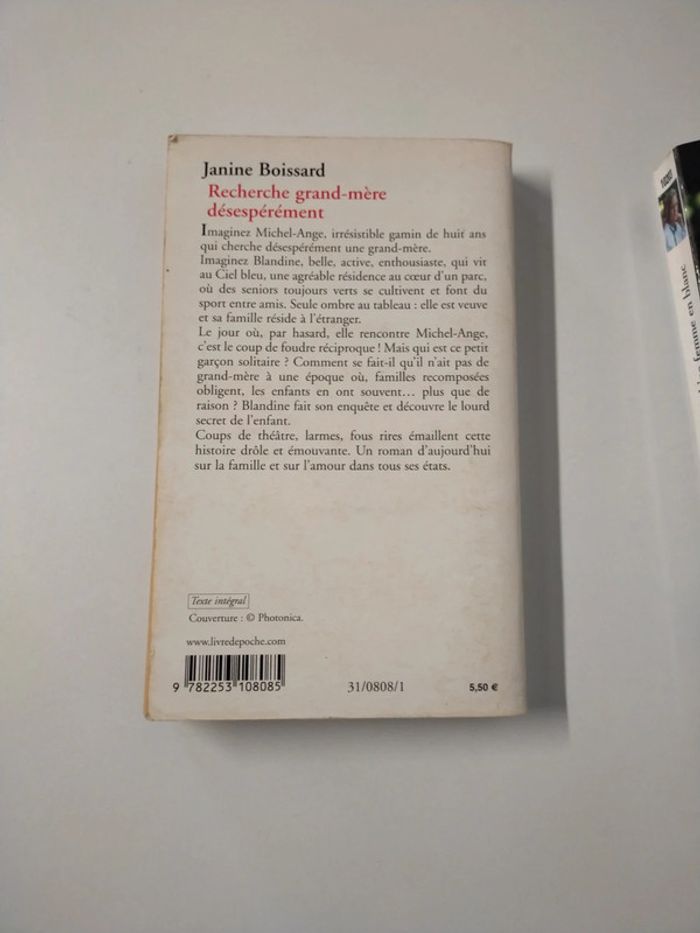 Janine Boissard
Recherche grand-mère
désespérément
Imaginez Michel-Ange, irrésistible gamin de huit ans
qui cherche désespérément une grand-mère.
Imaginez Blandine, belle, active, enthousiaste, qui vit
au Ciel bleu, une agréable résidence au cœur d'un parc,
où des seniors toujours verts se cultivent et font du
sport entre amis. Seule ombre au tableau : elle est veuve
et sa famille réside à l'étranger.
Le jour où, par hasard, elle rencontre Michel-Ange,
c'est le coup de foudre réciproque ! Mais qui est ce petit
garçon solitaire ? Comment se fait-il qu'il n'ait pas de
grand-mère à une époque où, familles recomposées
obligent, les enfants en ont souvent… plus que de
raison ? Blandine fait son enquête et découvre le lourd
secret de l'enfant.
Coups de théâtre, larmes, fous rires émaillent cette
histoire drôle et émouvante. Un roman d'aujourd'hui
sur la famille et sur l'amour dans tous ses états.
Texte intégral
Couverture : © Photonica.
www.livredepoche.com
9 782253 108085
31/0808/1
5,50 €
femme en blanc